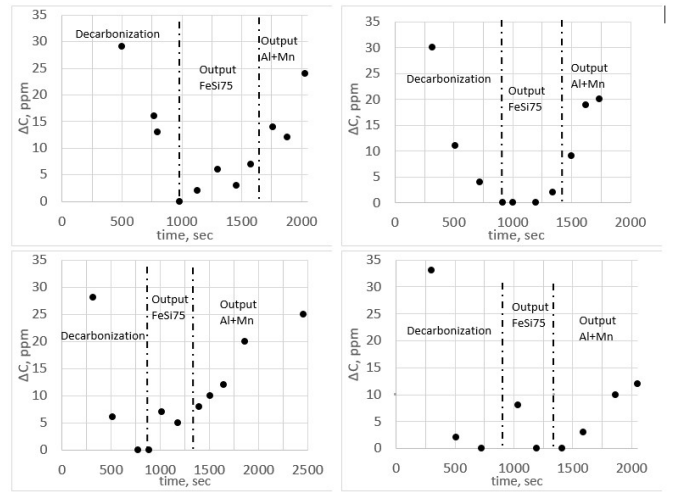 35
30
25
20
15
10
5
0
ΔC, ppm
Decarbonization
Output
FeSi75
Output
Al+Mn
0 500 1000 1500 2000
time, sec
35
30
25
20
15
10
5
0
ΔC, ppm
Decarbonization
Output
FeSi75
Output
Al+Mn
0 500 1000 1500 2000
time, sec
35
30
25
20
15
10
5
0
ΔC, ppm
Decarbonization
Output
FeSi75
Output
Al+Mn
0 500 1000 1500 2000 2500
time, sec
35
30
25
20
15
10
5
0
ΔC, ppm
Decarbonization
Output
FeSi75
Output
Al+Mn
0 500 1000 1500 2000
time, sec